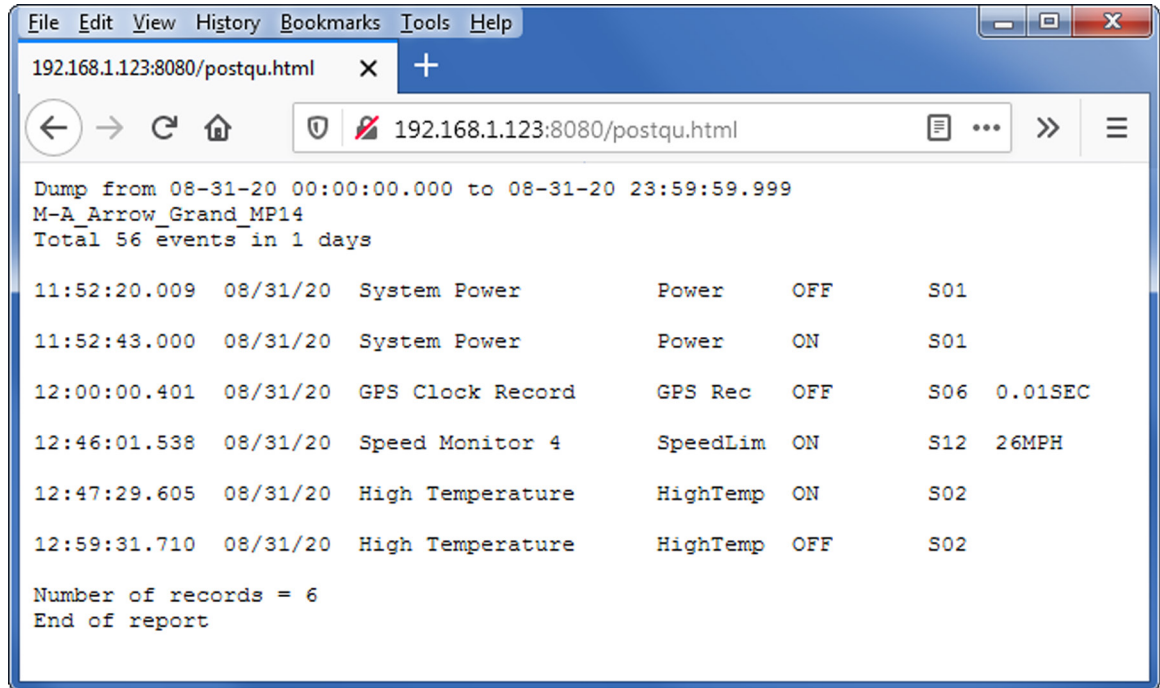 File Edit View History Bookmarks Tools Help
192.168.1.123:8080/postqu.html
192.168.1.123:8080/postqu.html
Dump from 08-31-20 00:00:00.000 to 08-31-20 23:59:59.999
M-A_Arrow_Grand_MP14
Total 56 events in 1 days
11:52:20.009 08/31/20 System Power Power OFF S01
11:52:43.000 08/31/20 System Power Power ON S01
12:00:00.401 08/31/20 GPS Clock Record GPS Rec OFF S06 0.01SEC
12:46:01.538 08/31/20 Speed Monitor 4 SpeedLim ON S12 26MPH
12:47:29.605 08/31/20 High Temperature HighTemp ON S02
12:59:31.710 08/31/20 High Temperature HighTemp OFF S02
Number of records = 6
End of report